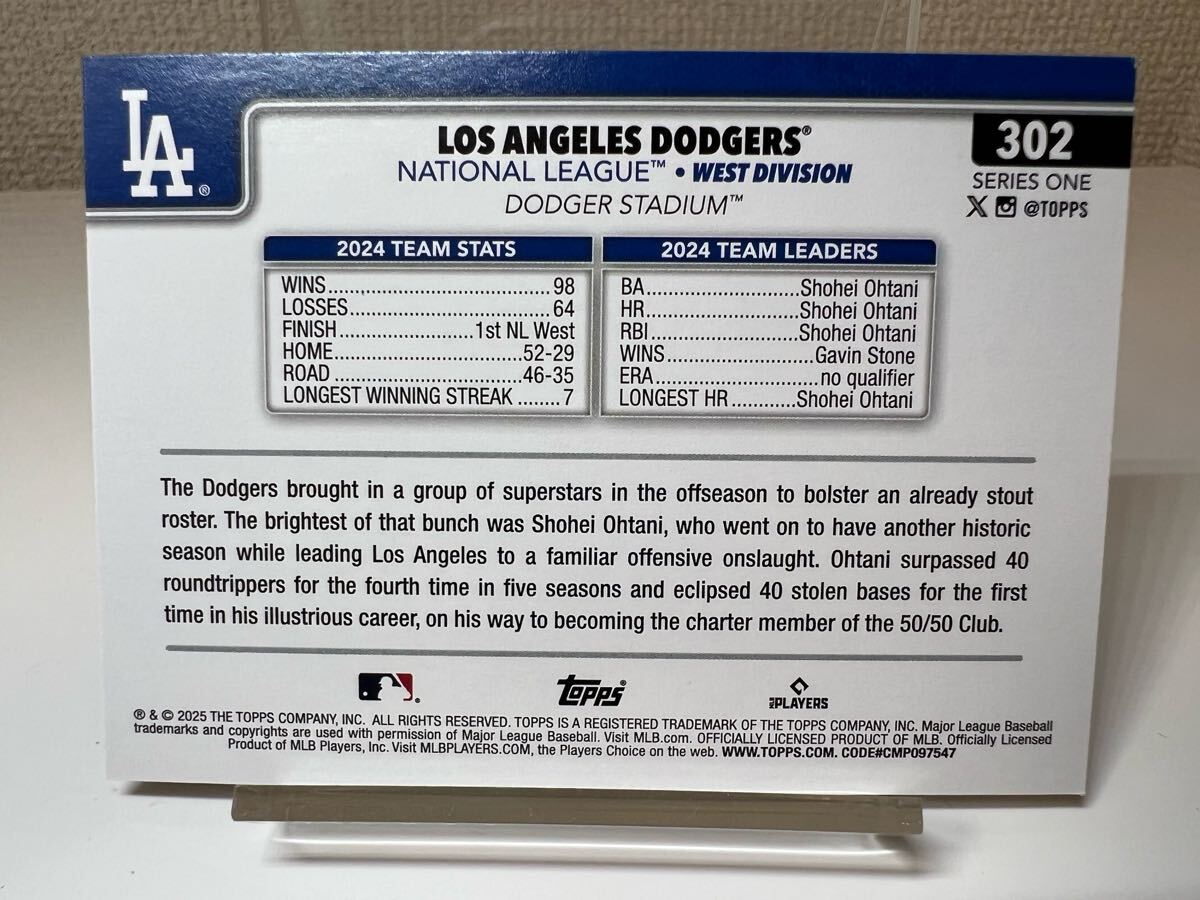 LA®
LOS ANGELES DODGERS®
NATIONAL LEAGUE™ • WEST DIVISION
DODGER STADIUM™
302
SERIES ONE
X @TOPPS
2024 TEAM STATS
WINS........................................98
LOSSES....................................64
FINISH.......................1st NL West
HOME.................................52-29
ROAD.................................46-35
LONGEST WINNING STREAK ........7
2024 TEAM LEADERS
BA...........................Shohei Ohtani
HR...........................Shohei Ohtani
RBI..........................Shohei Ohtani
WINS..........................Gavin Stone
ERA.............................no qualifier
LONGEST HR...........Shohei Ohtani
The Dodgers brought in a group of superstars in the offseason to bolster an already stout
roster. The brightest of that bunch was Shohei Ohtani, who went on to have another historic
season while leading Los Angeles to a familiar offensive onslaught. Ohtani surpassed 40
roundtrippers for the fourth time in five seasons and eclipsed 40 stolen bases for the first
time in his illustrious career, on his way to becoming the charter member of the 50/50 Club.
Topps®
MLB PLAYERS
® & © 2025 THE TOPPS COMPANY, INC. ALL RIGHTS RESERVED. TOPPS IS A REGISTERED TRADEMARK OF THE TOPPS COMPANY, INC. Major League Baseball
trademarks and copyrights are used with permission of Major League Baseball. Visit MLB.com. OFFICIALLY LICENSED PRODUCT OF MLB. Officially Licensed
Product of MLB Players, Inc. Visit MLBPLAYERS.COM, the Players Choice on the web. WWW.TOPPS.COM. CODE#CMP097547